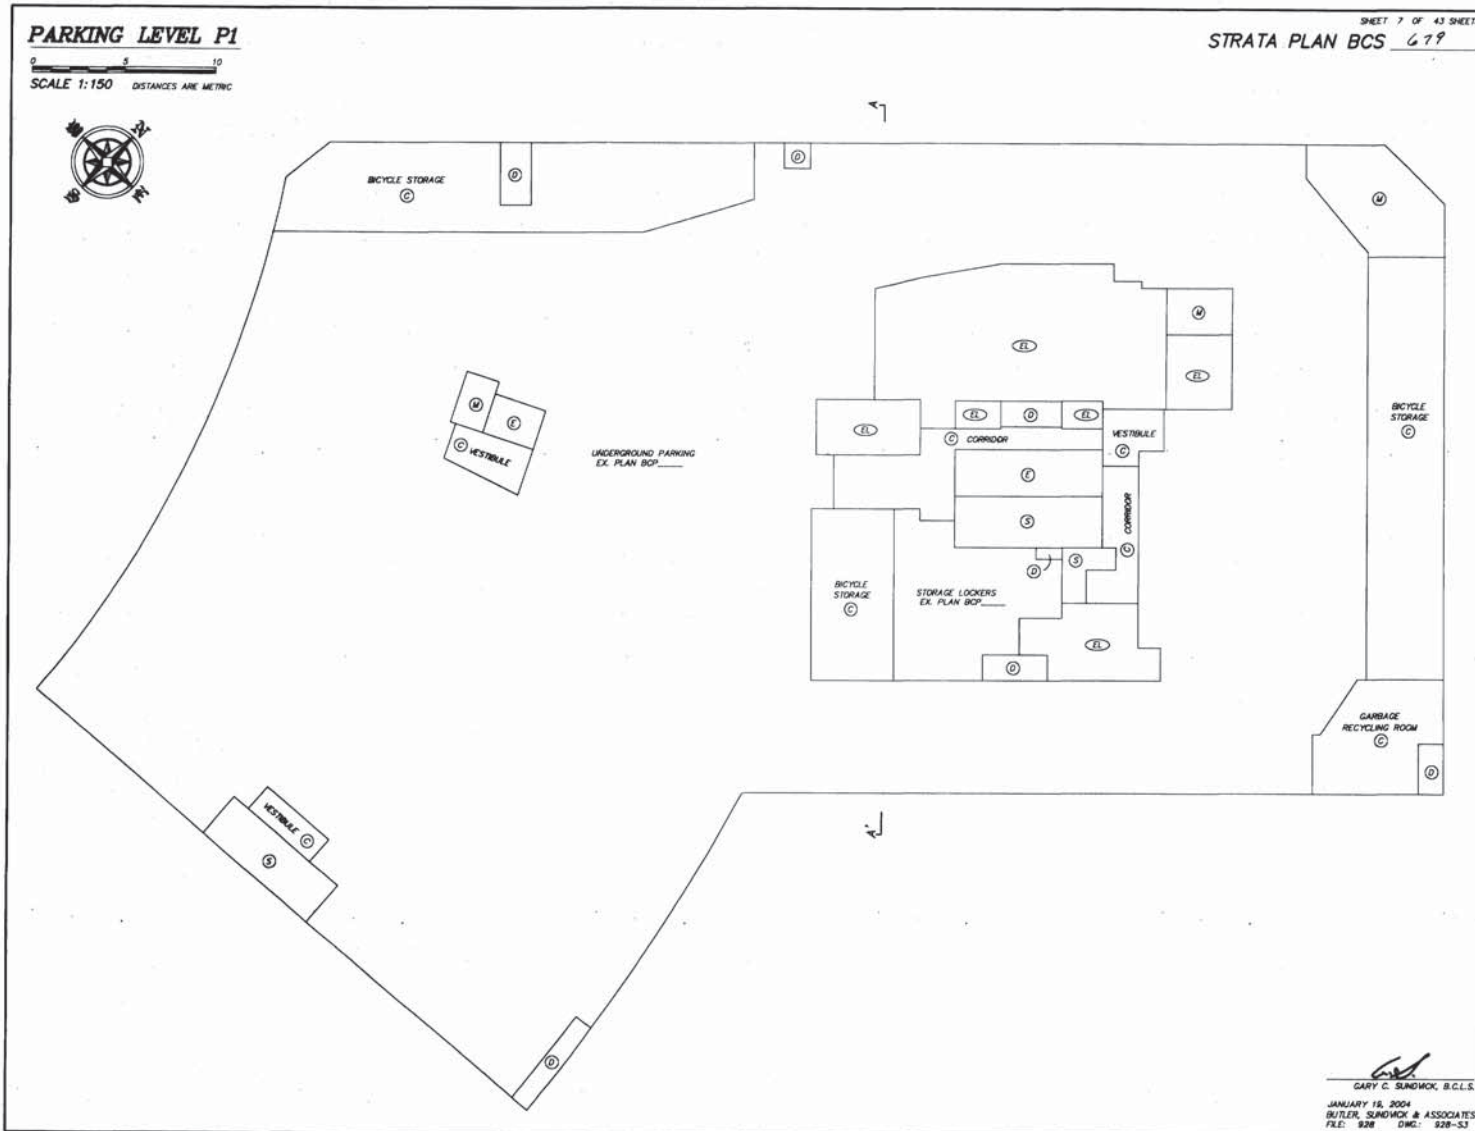 SHEET 7 OF 43 SHEET
PARKING LEVEL P1
STRATA PLAN BCS 679
0 5 10
SCALE 1:150 DISTANCES ARE METRIC
A
N
W
E
S
BICYCLE STORAGE
C
D
D
M
M
EL
EL
BICYCLE
STORAGE
C
M
E
C VESTIBULE
UNDERGROUND PARKING
EX. PLAN BCP____
EL
EL
D
EL
C CORRIDOR
VESTIBULE
C
E
S
C CORRIDOR
D
S
BICYCLE
STORAGE
C
STORAGE LOCKERS
EX. PLAN BCP____
EL
D
GARBAGE
RECYCLING ROOM
C
D
VESTIBULE C
S
A'
D
GARY C. SUNDVICK, B.C.L.S.
JANUARY 19, 2004
BUTLER, SUNDVICK & ASSOCIATES
FILE: 928 DWG.: 928-S3